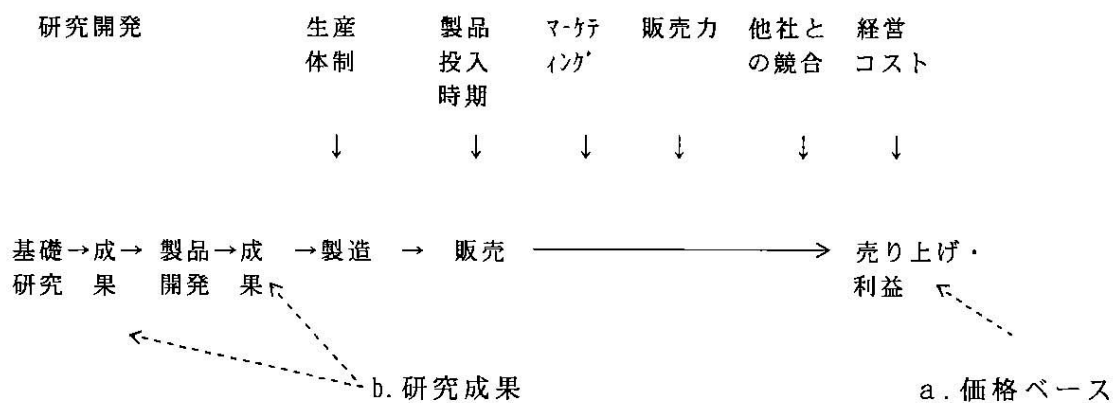 研究開発 生産 製品 ﾏｰｹﾃ 販売力 他社と 経営
体制 投入 ｨﾝｸﾞ の競合 コスト
時期
↓ ↓ ↓ ↓ ↓ ↓
基礎→成→ 製品→成 →製造 → 販売 → 売り上げ・
研究 果 開発 果 利益
b.研究成果 a.価格ベース